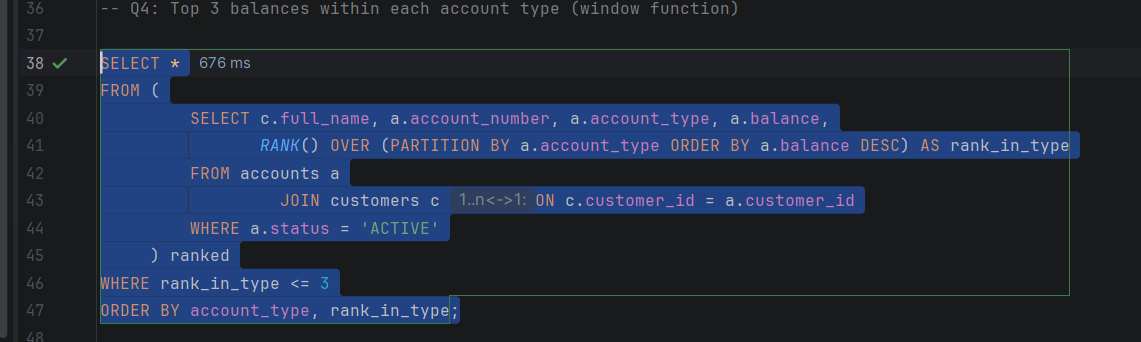 36 -- Q4: Top 3 balances within each account type (window function)
37
38 SELECT * 676 ms
39 FROM (
40 SELECT c.full_name, a.account_number, a.account_type, a.balance,
41 RANK() OVER (PARTITION BY a.account_type ORDER BY a.balance DESC) AS rank_in_type
42 FROM accounts a
43 JOIN customers c 1..n<->1: ON c.customer_id = a.customer_id
44 WHERE a.status = 'ACTIVE'
45 ) ranked
46 WHERE rank_in_type <= 3
47 ORDER BY account_type, rank_in_type;
48